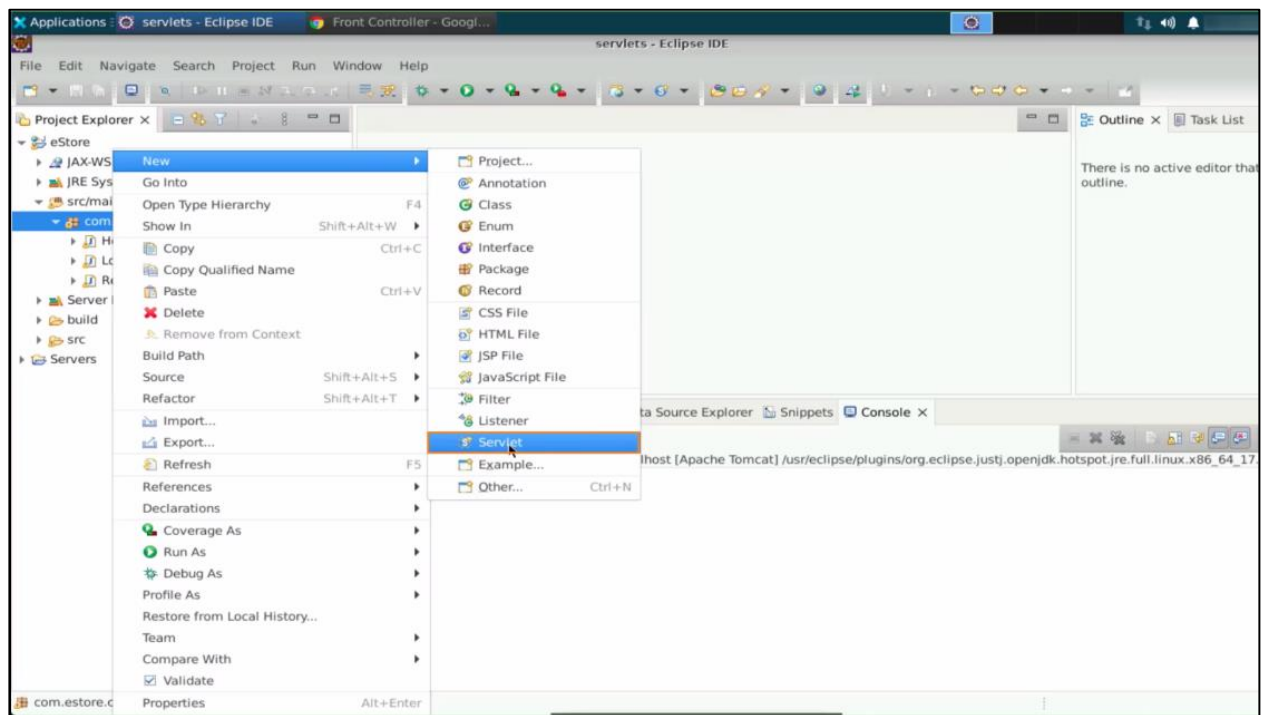 Applications : servlets - Eclipse IDE Front Controller - Googl...
servlets - Eclipse IDE
File Edit Navigate Search Project Run Window Help
Project Explorer
Outline Task List
eStore
JAX-WS
JRE Sys
src/mai
com
H
Lo
Re
Server
build
src
Servers
There is no active editor that
outline.
New
Go Into
Open Type Hierarchy F4
Show In Shift+Alt+W
Copy Ctrl+C
Copy Qualified Name
Paste Ctrl+V
Delete
Remove from Context
Build Path
Source Shift+Alt+S
Refactor Shift+Alt+T
Import...
Export...
Refresh F5
References
Declarations
Coverage As
Run As
Debug As
Profile As
Restore from Local History...
Team
Compare With
Validate
Properties Alt+Enter
Project...
Annotation
Class
Enum
Interface
Package
Record
CSS File
HTML File
JSP File
JavaScript File
Filter
Listener
Servlet
Example...
Other... Ctrl+N
ta Source Explorer Snippets Console
lhost [Apache Tomcat] /usr/eclipse/plugins/org.eclipse.justj.openjdk.hotspot.jre.full.linux.x86_64_17.
com.estore.c